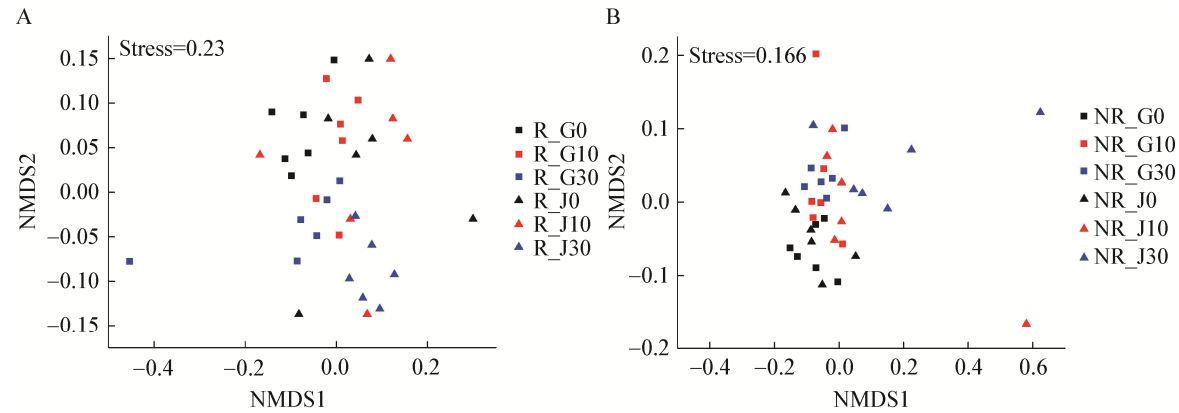 A
Stress=0.23
0.15
0.10
0.05
0.00
−0.05
−0.10
−0.15
NMDS2
−0.4
−0.2
0.0
0.2
NMDS1
R_G0
R_G10
R_G30
R_J0
R_J10
R_J30
B
Stress=0.166
0.2
0.1
0.0
−0.1
−0.2
NMDS2
−0.4
−0.2
0.0
0.2
0.4
0.6
NMDS1
NR_G0
NR_G10
NR_G30
NR_J0
NR_J10
NR_J30